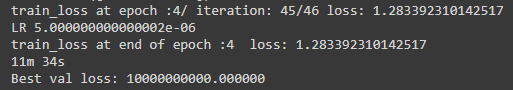 train_loss at epoch :4/ iteration: 45/46 loss: 1.283392310142517
LR 5.000000000000002e-06
train_loss at end of epoch :4  loss: 1.283392310142517
11m 34s
Best val loss: 10000000000.000000